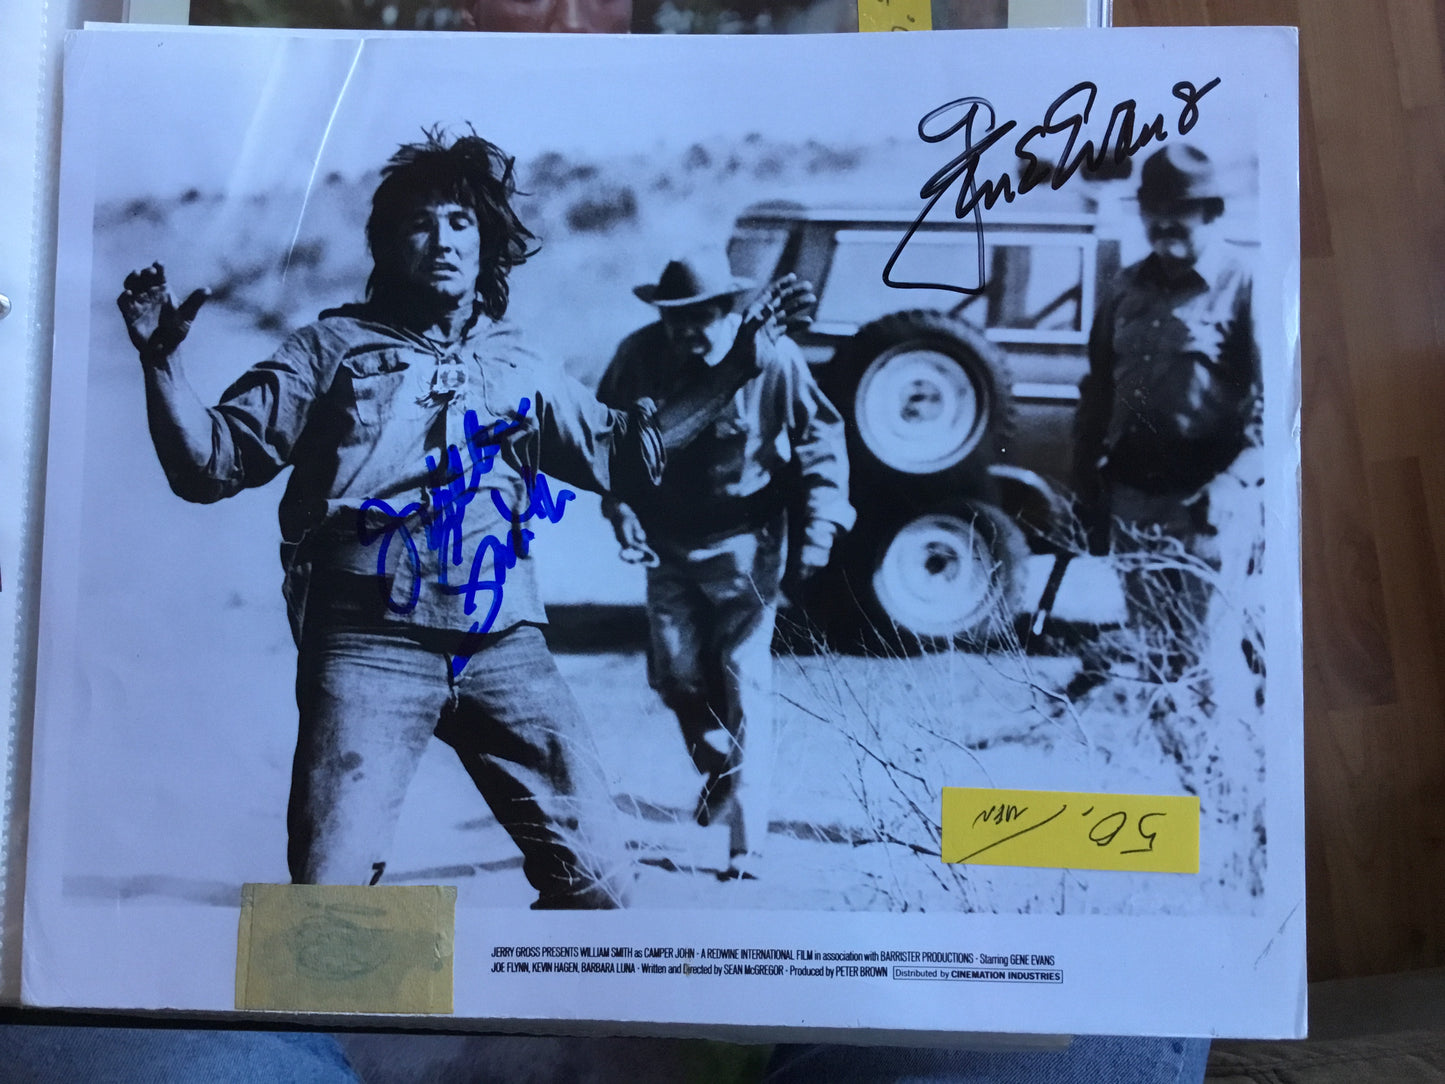 Gene Evans
50,
JERRY GROSS PRESENTS WILLIAM SMITH as CAMPER JOHN - A REDWINE INTERNATIONAL FILM in association with BARRISTER PRODUCTIONS - Starring GENE EVANS
JOE FLYNN, KEVIN HAGEN, BARBARA LUNA - Written and Directed by SEAN McGREGOR - Produced by PETER BROWN Distributed by CINEMATION INDUSTRIES